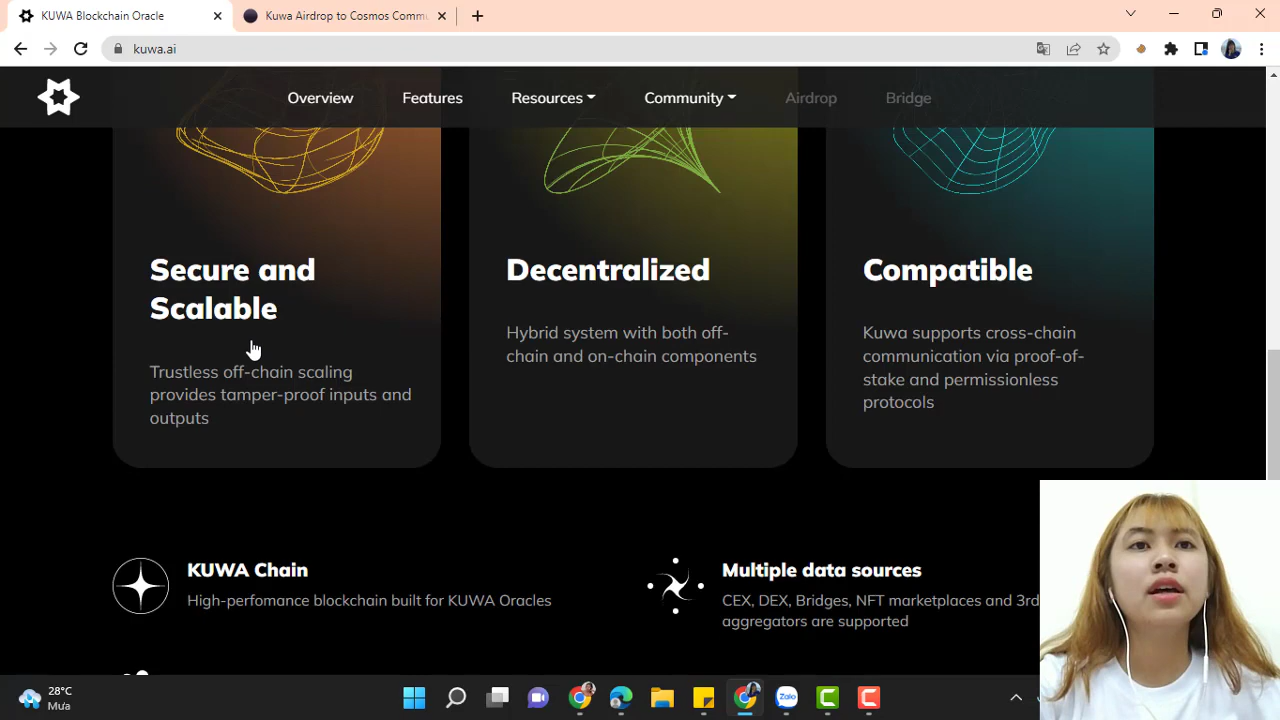 KUWA Blockchain Oracle
Kuwa Airdrop to Cosmos Commu
kuwa.ai
Overview
Features
Resources
Community
Airdrop
Bridge
Secure and
Scalable
Trustless off-chain scaling
provides tamper-proof inputs and
outputs
Decentralized
Hybrid system with both off-
chain and on-chain components
Compatible
Kuwa supports cross-chain
communication via proof-of-
stake and permissionless
protocols
KUWA Chain
High-perfomance blockchain built for KUWA Oracles
Multiple data sources
CEX, DEX, Bridges, NFT marketplaces and 3rd
aggregators are supported
28°C
Mưa
Zalo
C
C